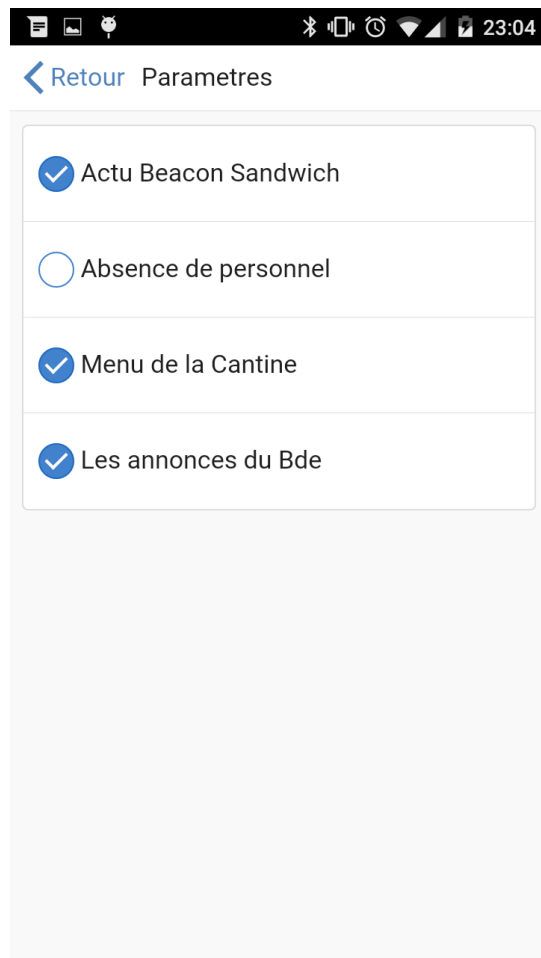 23:04
Retour Parametres
Actu Beacon Sandwich
Absence de personnel
Menu de la Cantine
Les annonces du Bde